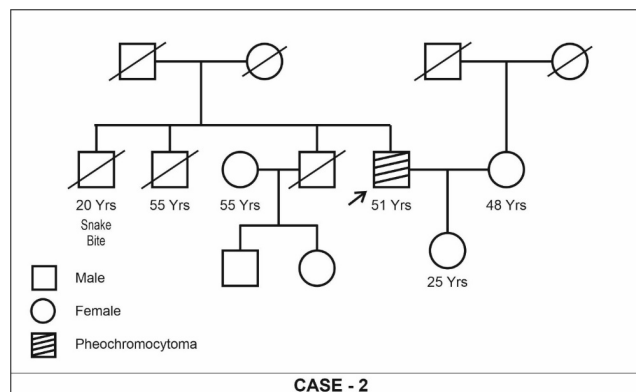 20 Yrs 55 Yrs 55 Yrs 51 Yrs 48 Yrs
Snake
Bite
25 Yrs
Male
Female
Pheochromocytoma
CASE - 2